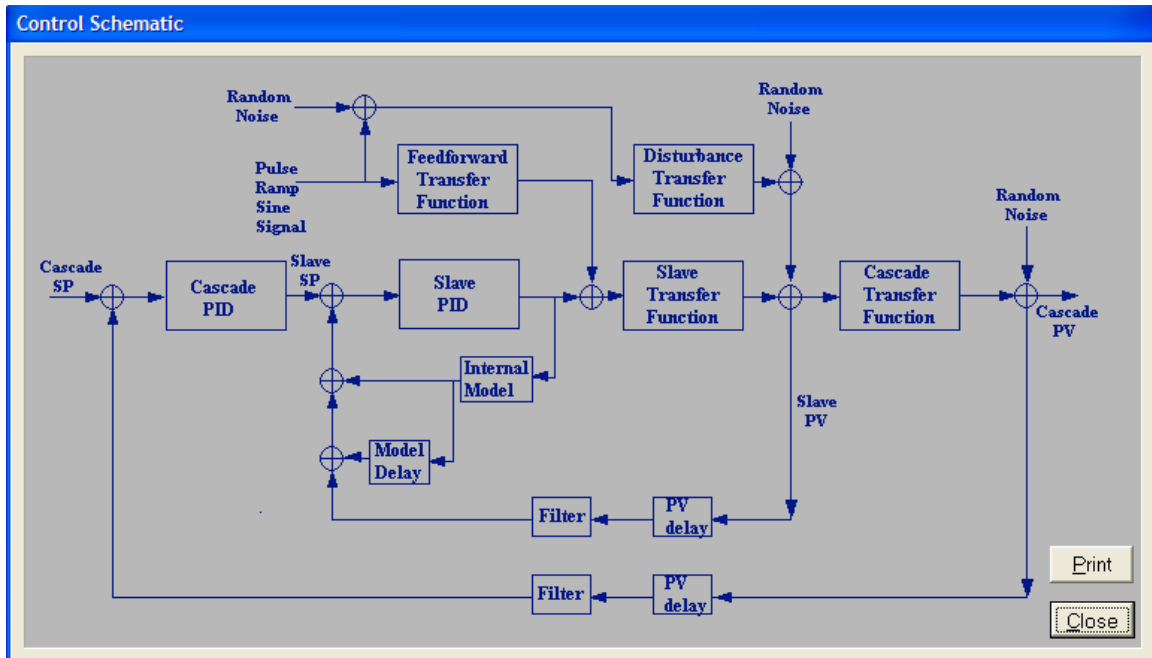 Control Schematic
Random
Noise
Random
Noise
Pulse
Ramp
Sine
Signal
Feedforward
Transfer
Function
Disturbance
Transfer
Function
Random
Noise
Cascade
SP
Cascade
PID
Slave
SP
Slave
PID
Slave
Transfer
Function
Cascade
Transfer
Function
Cascade
PV
Internal
Model
Slave
PV
Model
Delay
Filter
PV
delay
Filter
PV
delay
Print
Close